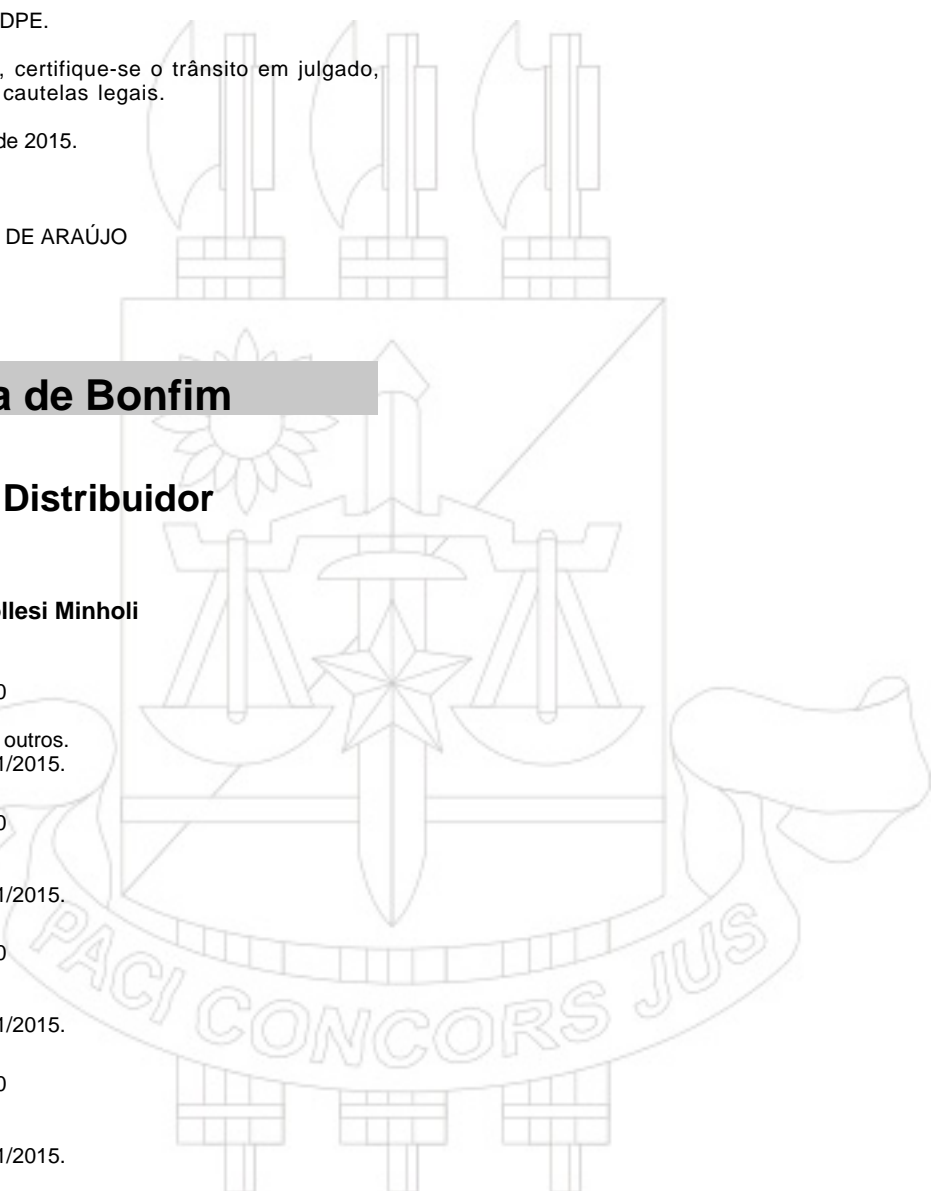 DPE.
, certifique-se o trânsito em julgado,
cautelas legais.
de 2015.
DE ARAÚJO
a de Bonfim
Distribuidor
llesi Minholi
0
outros.
1/2015.
0
1/2015.
0
1/2015.
0
1/2015.
PACI CONCORS JUS